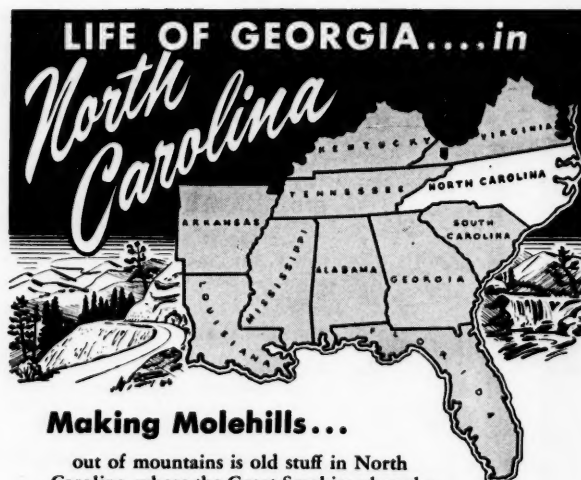 LIFE OF GEORGIA....in
North
Carolina
KENTUCKY
VIRGINIA
TENNESSEE
NORTH CAROLINA
ARKANSAS
SOUTH
CAROLINA
MISSISSIPPI
ALABAMA
GEORGIA
LOUISIANA
FLORIDA
Making Molehills...
out of mountains is old stuff in North